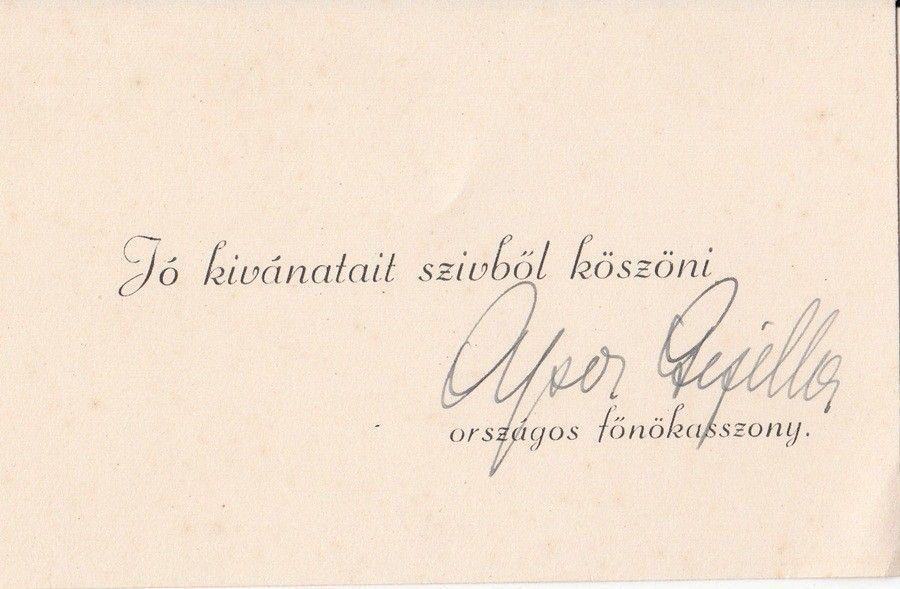 Jó kivánatait szivből köszöni
Apor Gizella
országos főnökasszony.